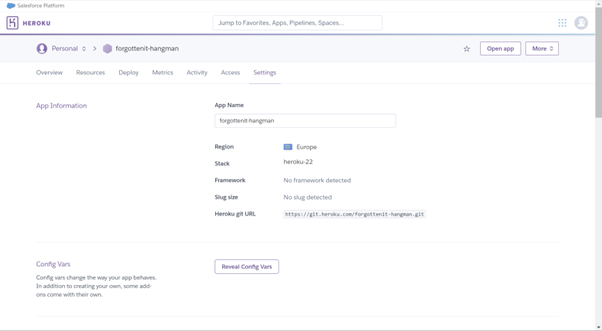 Salesforce Platform
HEROKU
Jump to Favorites, Apps, Pipelines, Spaces...
Personal
forgottenit-hangman
Open app
More
Overview
Resources
Deploy
Metrics
Activity
Access
Settings
App Information
App Name
forgottenit-hangman
Region
Europe
Stack
heroku-22
Framework
No framework detected
Slug size
No slug detected
Heroku git URL
https://git.heroku.com/forgottenit-hangman.git
Config Vars
Config vars change the way your app behaves.
In addition to creating your own, some add-
ons come with their own.
Reveal Config Vars